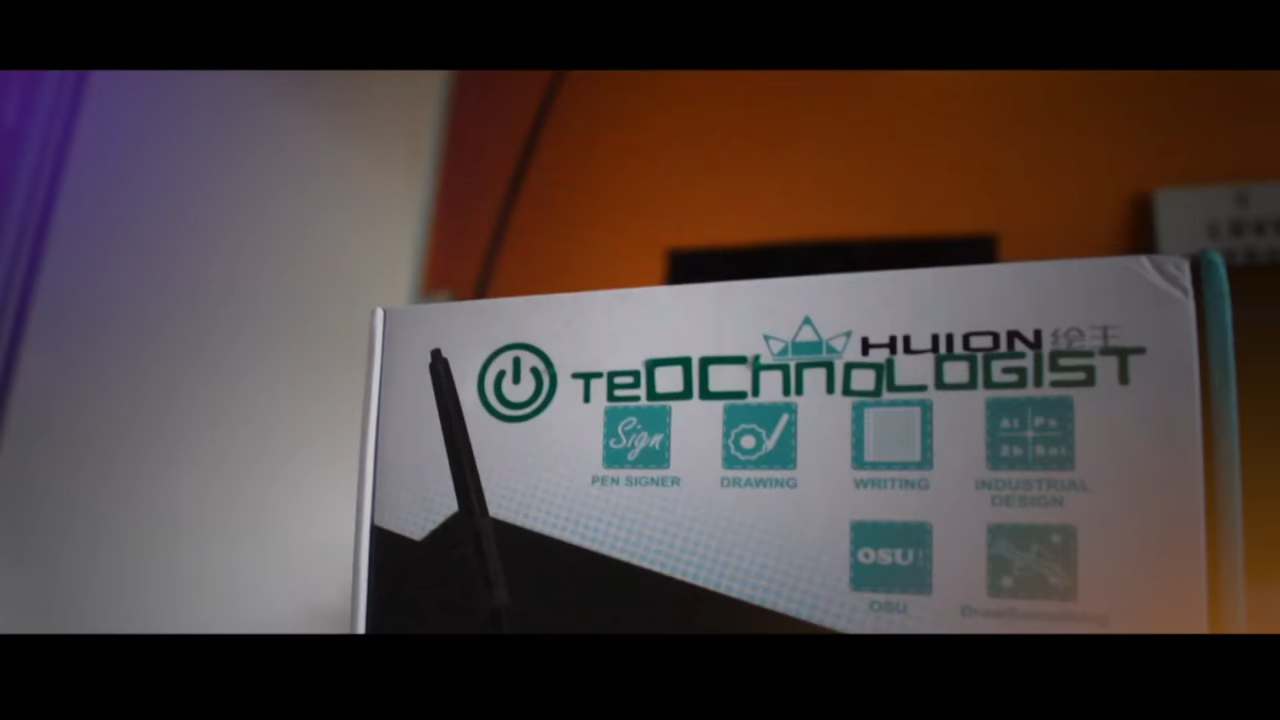 HUION 绘王
TeOChnoLOGIST
Sign
PEN SIGNER
DRAWING
WRITING
INDUSTRIAL
DESIGN
OSU!
OSU